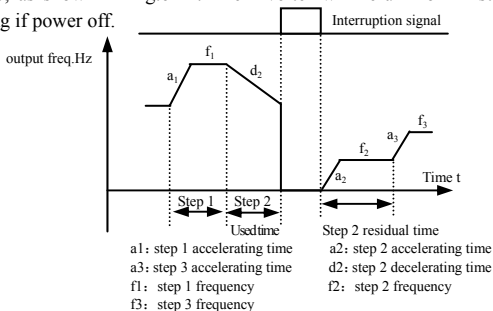 g if power off.
Interruption signal
output freq.Hz
f1
a1
d2
a3
f3
f2
a2
Time t
Step 1 Step 2
Usedtime Step 2 residual time
a1: step 1 accelerating time a2: step 2 accelerating time
a3: step 3 accelerating time d2: step 2 decelerating time
f1: step 1 frequency f2: step 2 frequency
f3: step 3 frequency